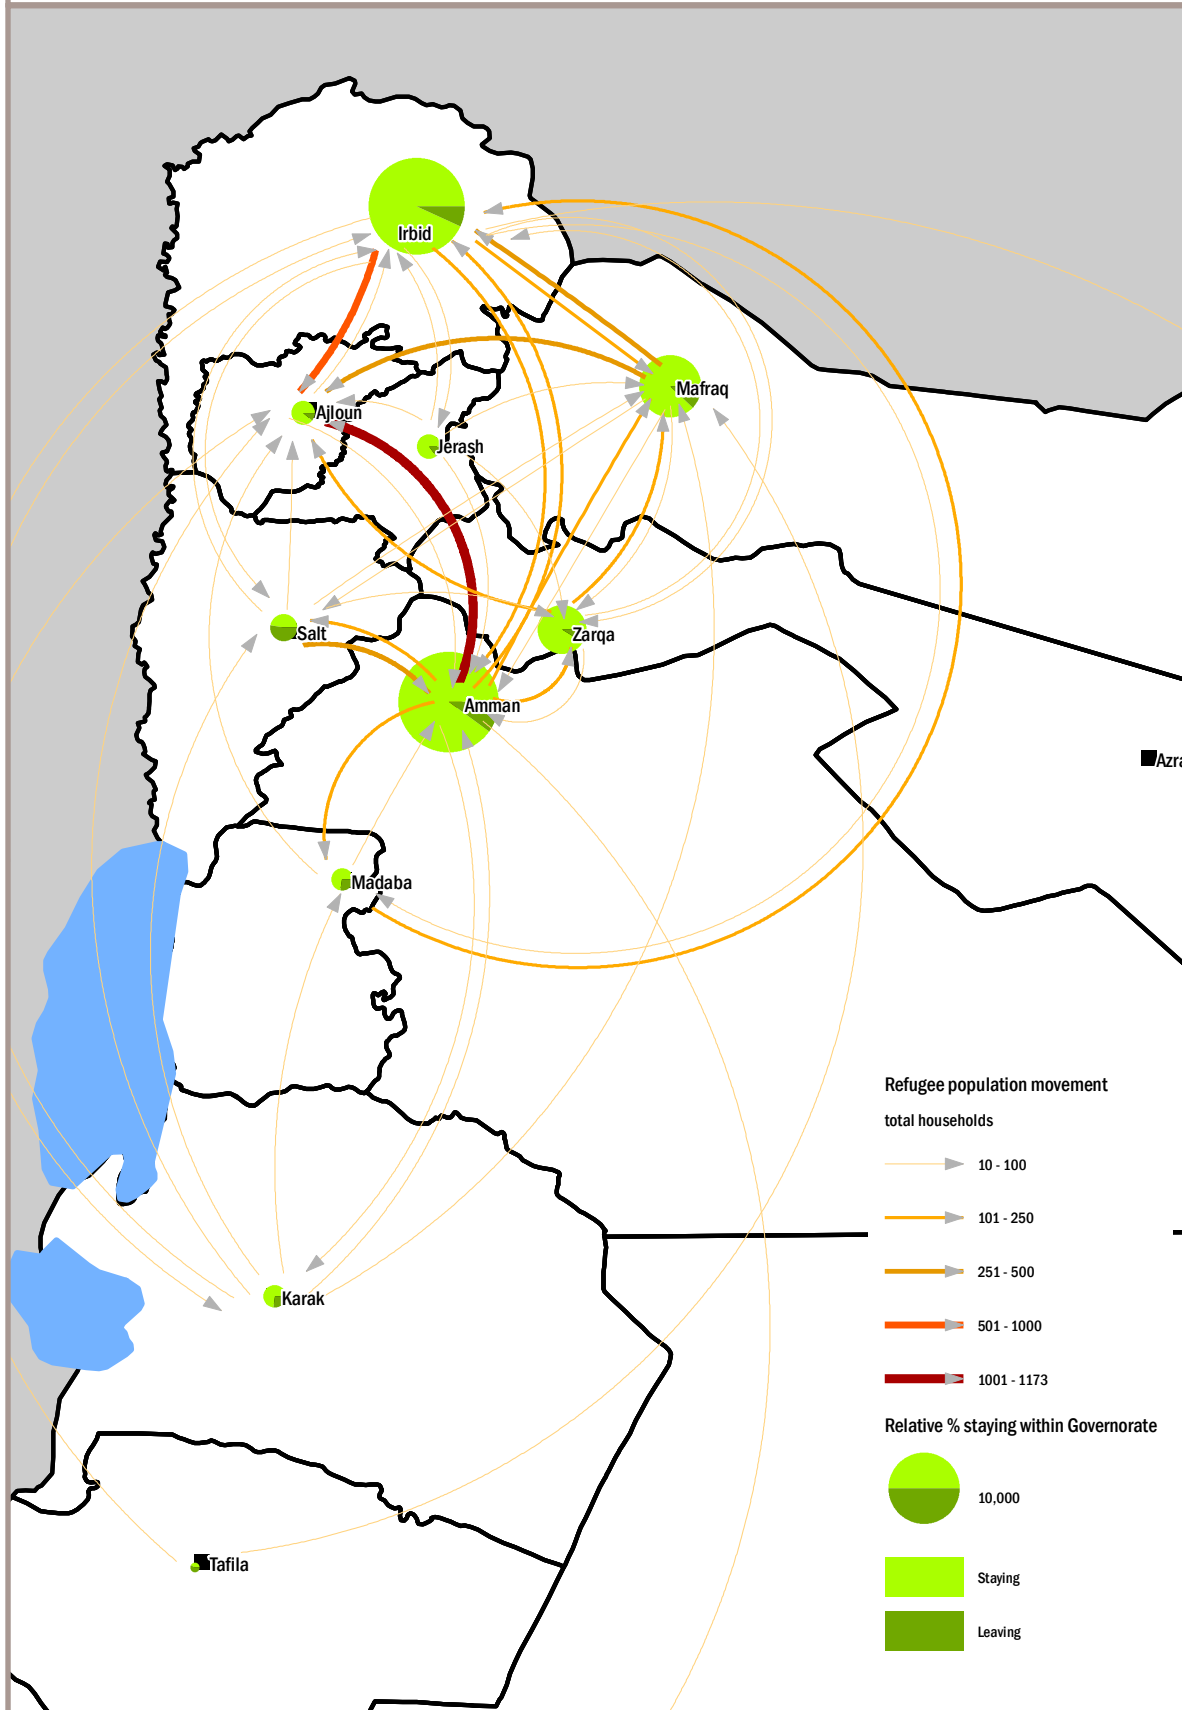 Irbid
Mafraq
Ajloun
Jerash
Salt
Zarqa
Amman
Azra
Madaba
Refugee population movement
total households
10 - 100
101 - 250
251 - 500
Karak
501 - 1000
1001 - 1173
Relative % staying within Governorate
10,000
Tafila
Staying
Leaving